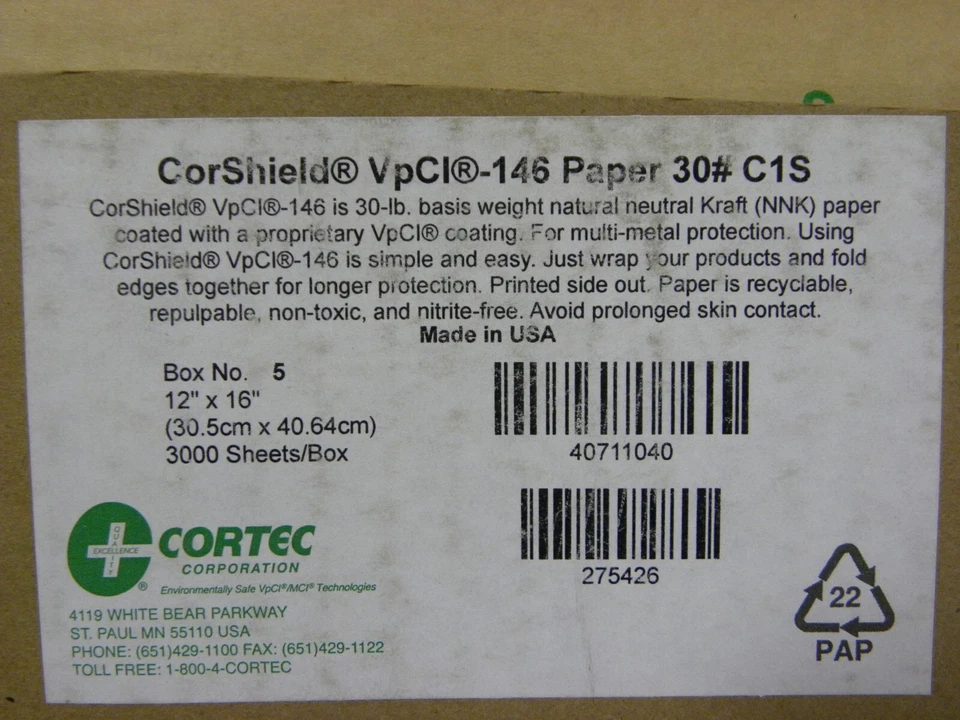 CorShield® VpCI®-146 Paper 30# C1S
CorShield® VpCI®-146 is 30-lb. basis weight natural neutral Kraft (NNK) paper
coated with a proprietary VpCI® coating. For multi-metal protection. Using
CorShield® VpCI®-146 is simple and easy. Just wrap your products and fold
edges together for longer protection. Printed side out. Paper is recyclable,
repulpable, non-toxic, and nitrite-free. Avoid prolonged skin contact.
Made in USA
Box No. 5
12" x 16"
(30.5cm x 40.64cm)
3000 Sheets/Box
40711040
275426
QUALITY
EXCELLENCE
®
CORTEC
CORPORATION
Environmentally Safe VpCI®/MCI® Technologies
4119 WHITE BEAR PARKWAY
ST. PAUL MN 55110 USA
PHONE: (651)429-1100 FAX: (651)429-1122
TOLL FREE: 1-800-4-CORTEC
22
PAP